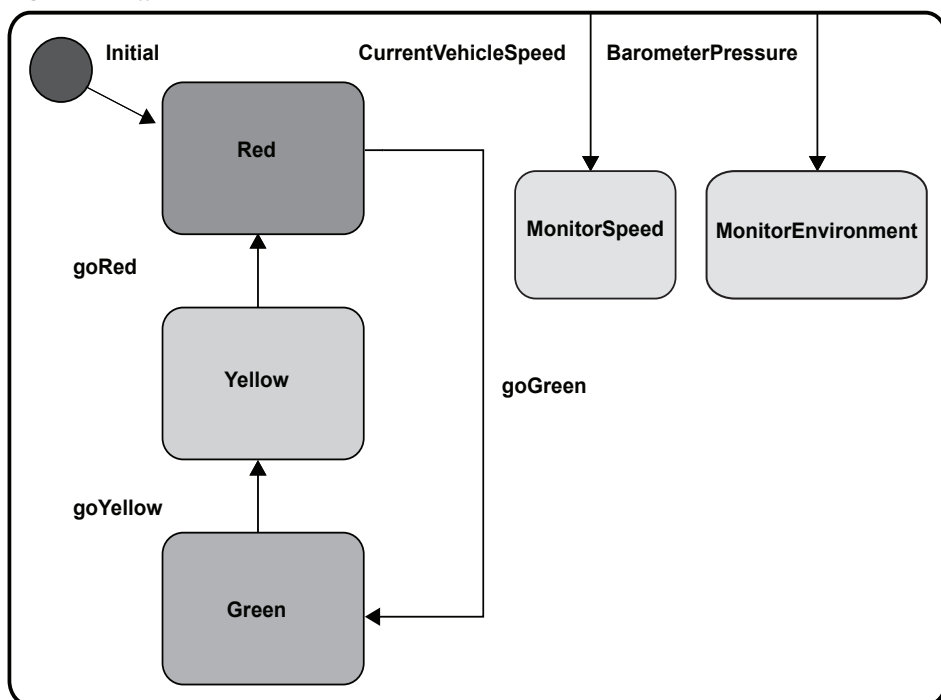 Initial
CurrentVehicleSpeed
BarometerPressure
Red
MonitorSpeed
MonitorEnvironment
goRed
Yellow
goGreen
goYellow
Green